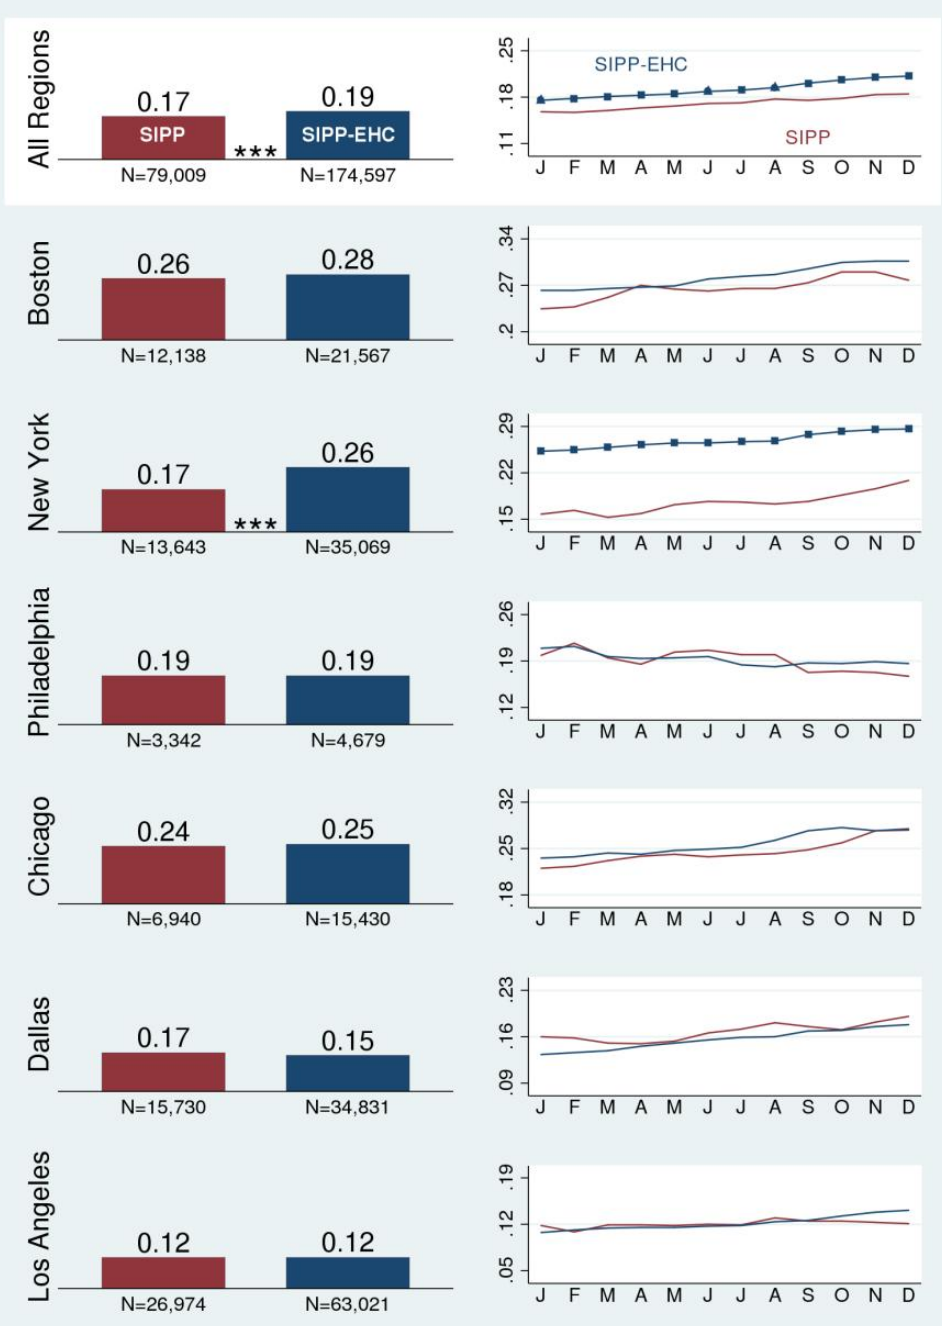 All Regions
0.17
0.19
SIPP
SIPP-EHC
***
N=79,009
N=174,597
.25
.18
.11
SIPP-EHC
SIPP
J F M A M J J A S O N D
Boston
0.26
0.28
N=12,138
N=21,567
.34
.27
.2
J F M A M J J A S O N D
New York
0.17
0.26
***
N=13,643
N=35,069
.29
.22
.15
J F M A M J J A S O N D
Philadelphia
0.19
0.19
N=3,342
N=4,679
.26
.19
.12
J F M A M J J A S O N D
Chicago
0.24
0.25
N=6,940
N=15,430
.32
.25
.18
J F M A M J J A S O N D
Dallas
0.17
0.15
N=15,730
N=34,831
.23
.16
.09
J F M A M J J A S O N D
Los Angeles
0.12
0.12
N=26,974
N=63,021
.19
.12
.05
J F M A M J J A S O N D